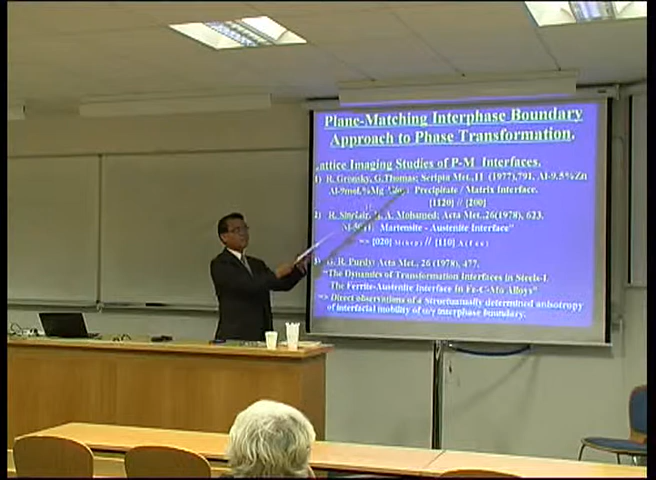 Plane-Matching Interphase Boundary
Approach to Phase Transformation:
Lattice Imaging Studies of P-M Interfaces.
1) R. Gronsky, G.Thomas; Scripta Met.,11 (1977),791, Al-9.5%Zn
Precipitate / Matrix Interface.
[1120] // [200]
R. Sinclair, A. Mohamed; Acta Met.,26(1978), 623.
Martensite - Austenite Interface"
=> [020] // [110]
G. R. Purdy: Acta Met., 26 (1978), 477.
"The Dynamics of Transformation Interfaces in Steels-I.
The Ferrite-Austenite Interface in Fe-C-Mo Alloys"
=> Direct observations of a Structurally determined anisotropy
of interfacial mobility of α/γ interphase boundary.